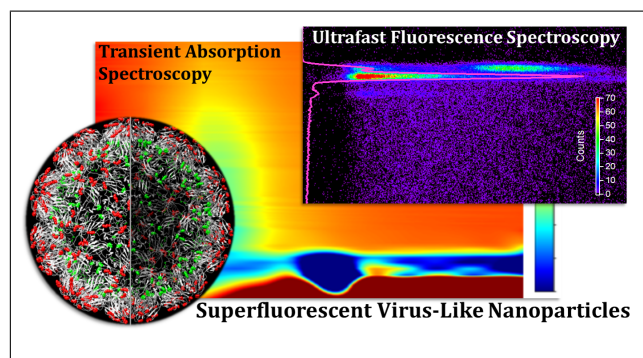 Transient Absorption
Spectroscopy
Ultrafast Fluorescence Spectroscopy
70
60
50
40
30
20
10
0
Counts
Superfluorescent Virus-Like Nanoparticles